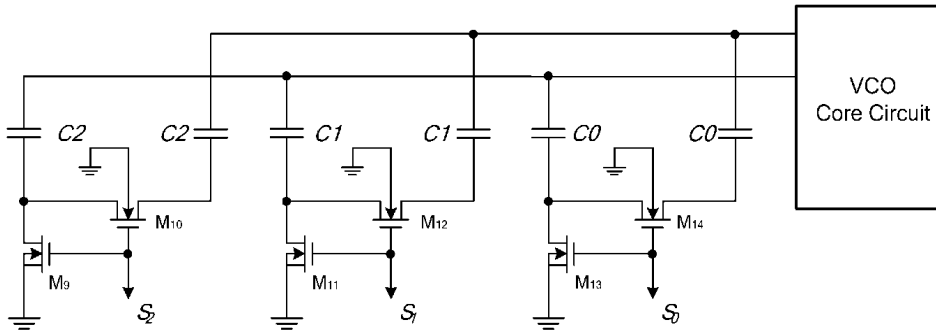 VCO
Core Circuit
C2
C2
C1
C1
C0
C0
M10
M12
M14
M9
M11
M13
S2
S1
S0